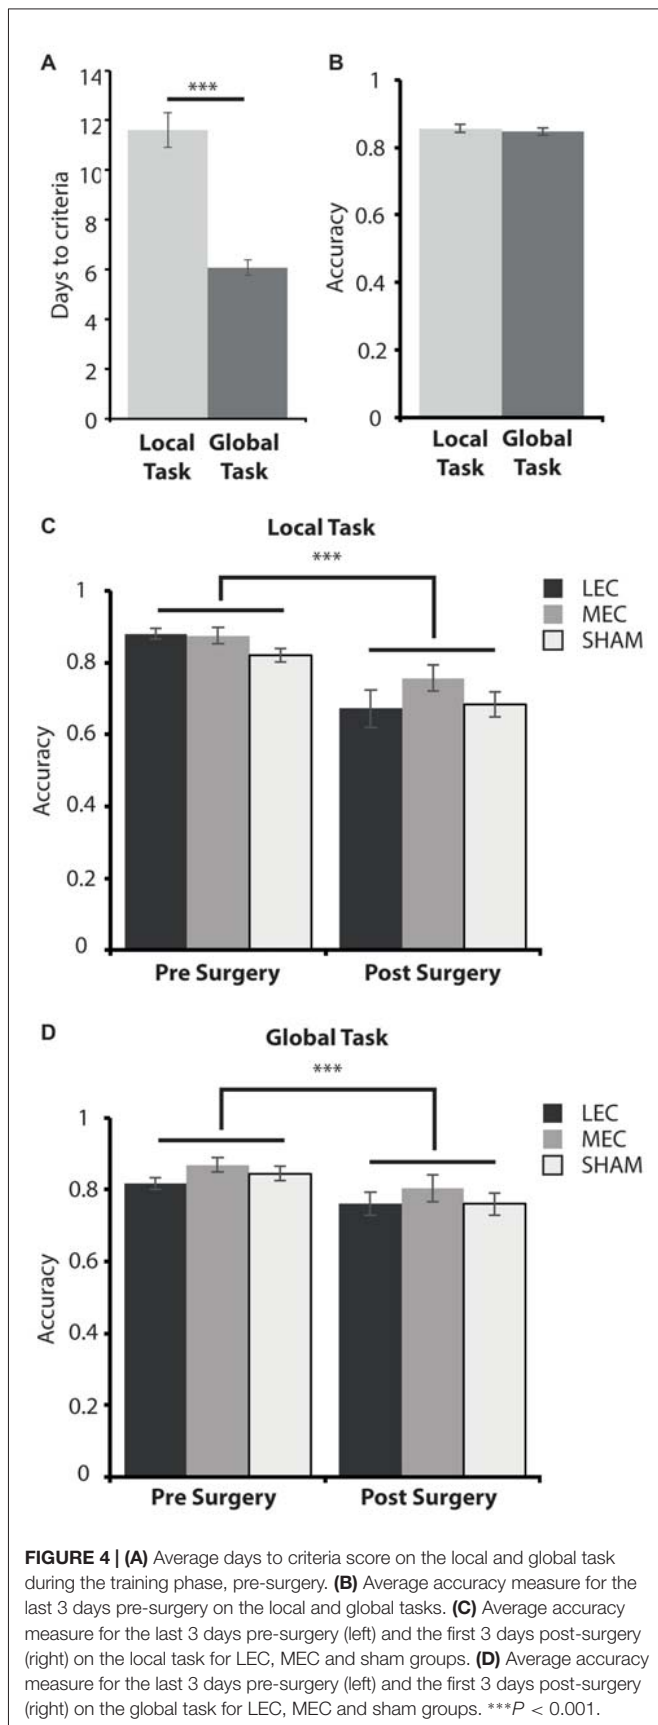 A
B
14
12
10
8
6
4
2
0
Days to criteria
***
Local Task
Global Task
1
0.8
0.6
0.4
0.2
0
Accuracy
Local Task
Global Task
C
Local Task
***
1
0.8
0.6
0.4
0.2
0
Accuracy
LEC
MEC
SHAM
Pre Surgery
Post Surgery
D
Global Task
***
1
0.8
0.6
0.4
0.2
0
Accuracy
LEC
MEC
SHAM
Pre Surgery
Post Surgery
FIGURE 4 | (A) Average days to criteria score on the local and global task
during the training phase, pre-surgery. (B) Average accuracy measure for the
last 3 days pre-surgery on the local and global tasks. (C) Average accuracy
measure for the last 3 days pre-surgery (left) and the first 3 days post-surgery
(right) on the local task for LEC, MEC and sham groups. (D) Average accuracy
measure for the last 3 days pre-surgery (left) and the first 3 days post-surgery
(right) on the global task for LEC, MEC and sham groups. ***P < 0.001.